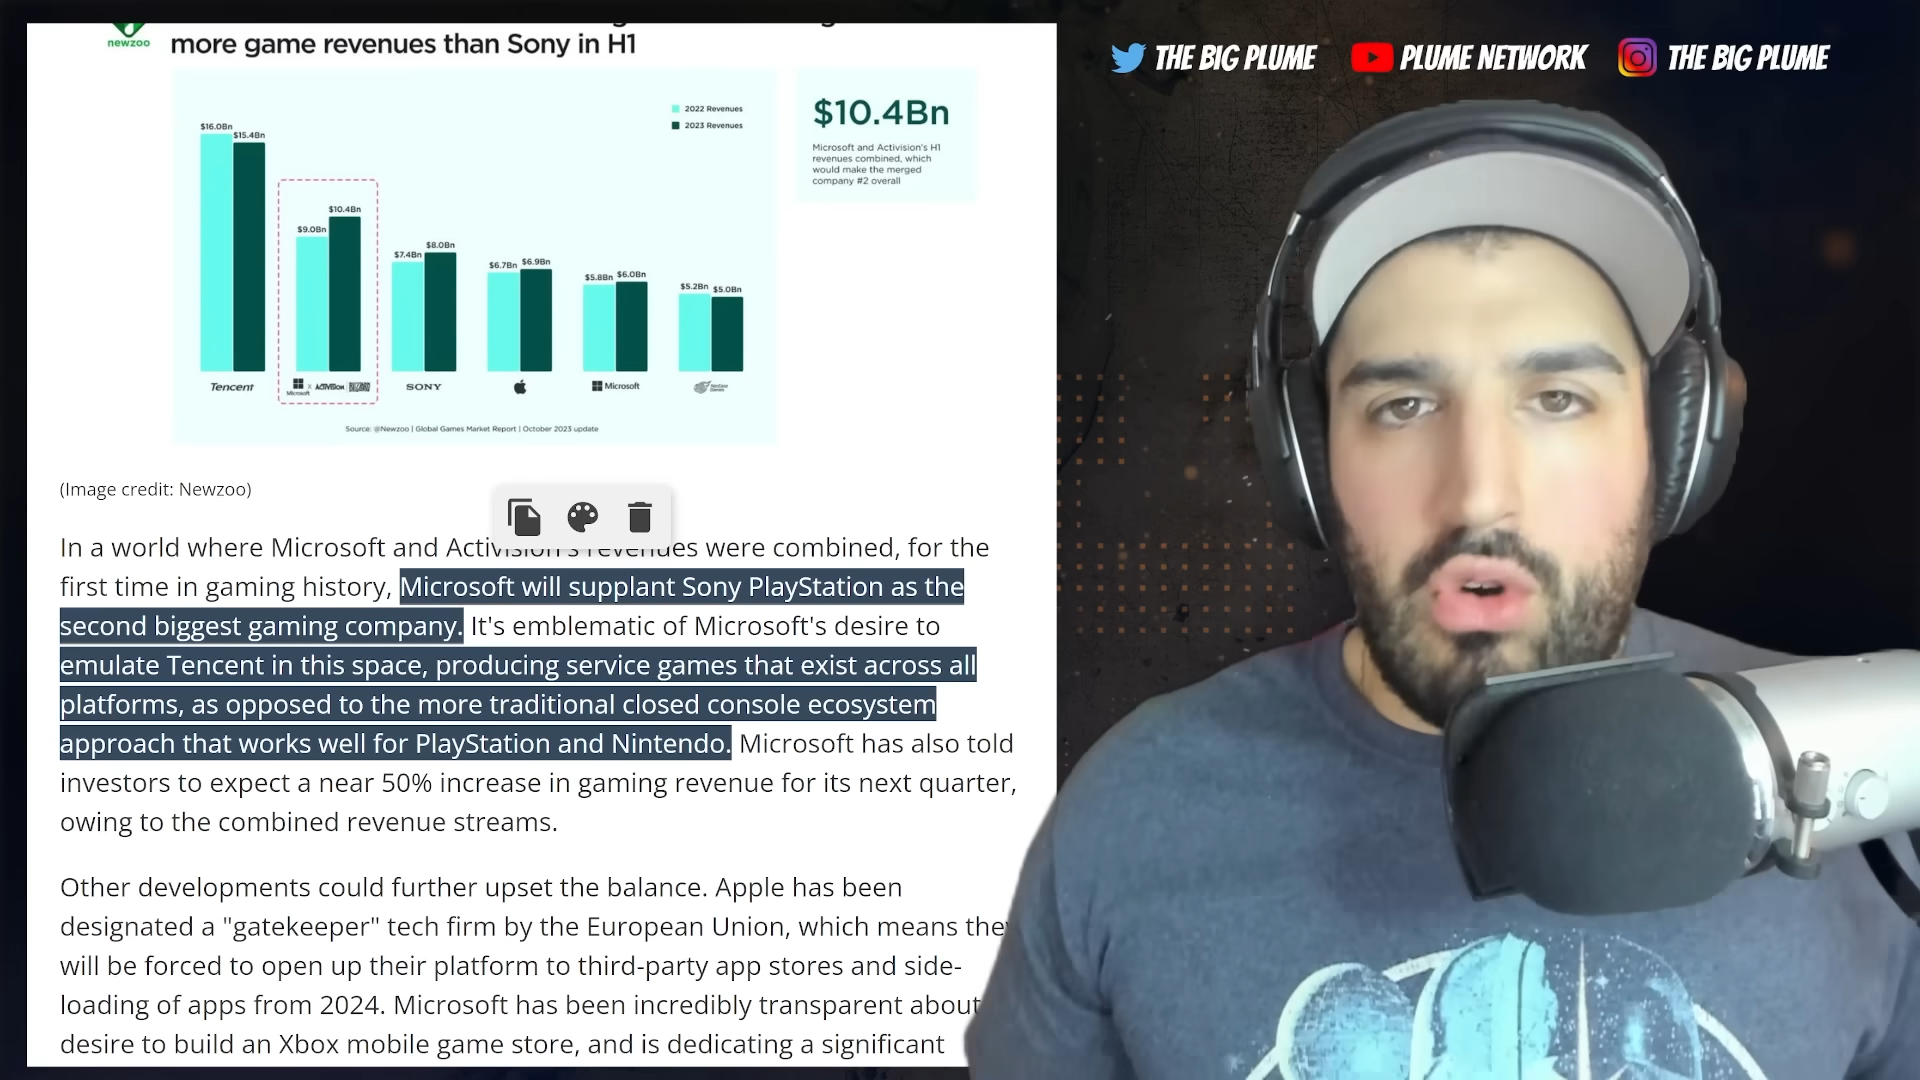 newzoo
more game revenues than Sony in H1
2022 Revenues
2023 Revenues
$16.0Bn
$15.4Bn
$9.0Bn
$10.4Bn
$7.4Bn
$8.0Bn
$6.7Bn
$6.9Bn
$5.8Bn
$6.0Bn
$5.2Bn
$5.0Bn
Tencent
Microsoft
x ACTIVISION | BLIZZARD
SONY
Microsoft
NetEase
Games
Source: @Newzoo | Global Games Market Report | October 2023 update
$10.4Bn
Microsoft and Activision's H1
revenues combined, which
would make the merged
company #2 overall
THE BIG PLUME
PLUME NETWORK
THE BIG PLUME
(Image credit: Newzoo)
In a world where Microsoft and Activision's revenues were combined, for the
first time in gaming history, Microsoft will supplant Sony PlayStation as the
second biggest gaming company. It's emblematic of Microsoft's desire to
emulate Tencent in this space, producing service games that exist across all
platforms, as opposed to the more traditional closed console ecosystem
approach that works well for PlayStation and Nintendo. Microsoft has also told
investors to expect a near 50% increase in gaming revenue for its next quarter,
owing to the combined revenue streams.
Other developments could further upset the balance. Apple has been
designated a "gatekeeper" tech firm by the European Union, which means they
will be forced to open up their platform to third-party app stores and side-
loading of apps from 2024. Microsoft has been incredibly transparent about
desire to build an Xbox mobile game store, and is dedicating a significant